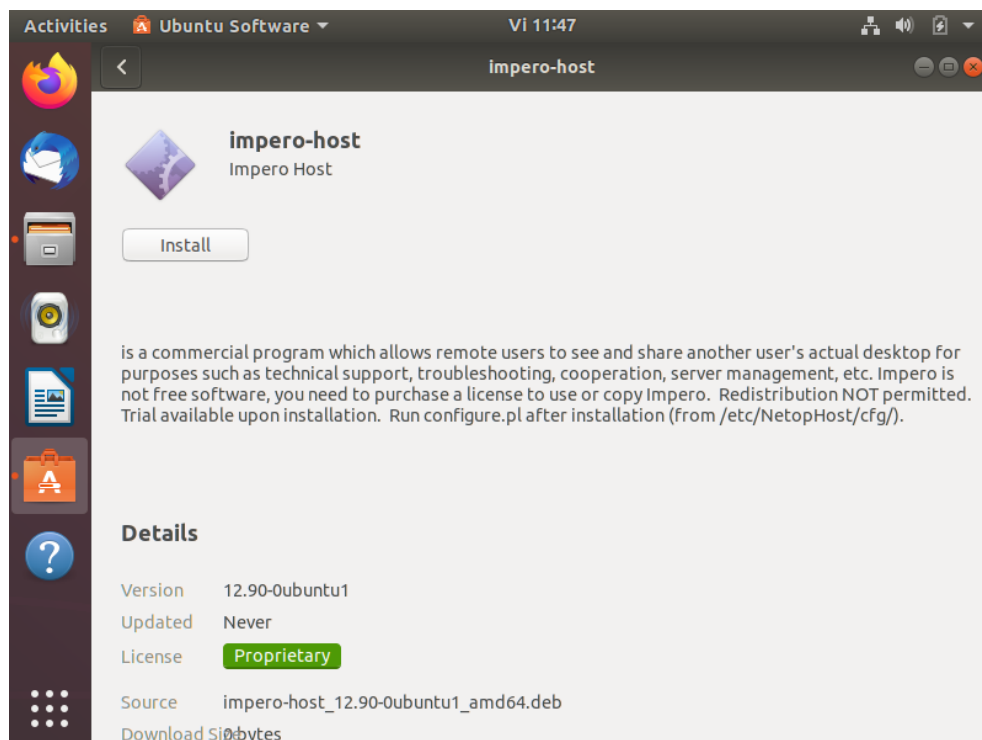 Activities Ubuntu Software Vi 11:47
impero-host
impero-host
Impero Host
Install
is a commercial program which allows remote users to see and share another user's actual desktop for
purposes such as technical support, troubleshooting, cooperation, server management, etc. Impero is
not free software, you need to purchase a license to use or copy Impero.  Redistribution NOT permitted.
Trial available upon installation.  Run configure.pl after installation (from /etc/NetopHost/cfg/).
Details
Version 12.90-0ubuntu1
Updated Never
License Proprietary
Source impero-host_12.90-0ubuntu1_amd64.deb
Download Size 0 bytes